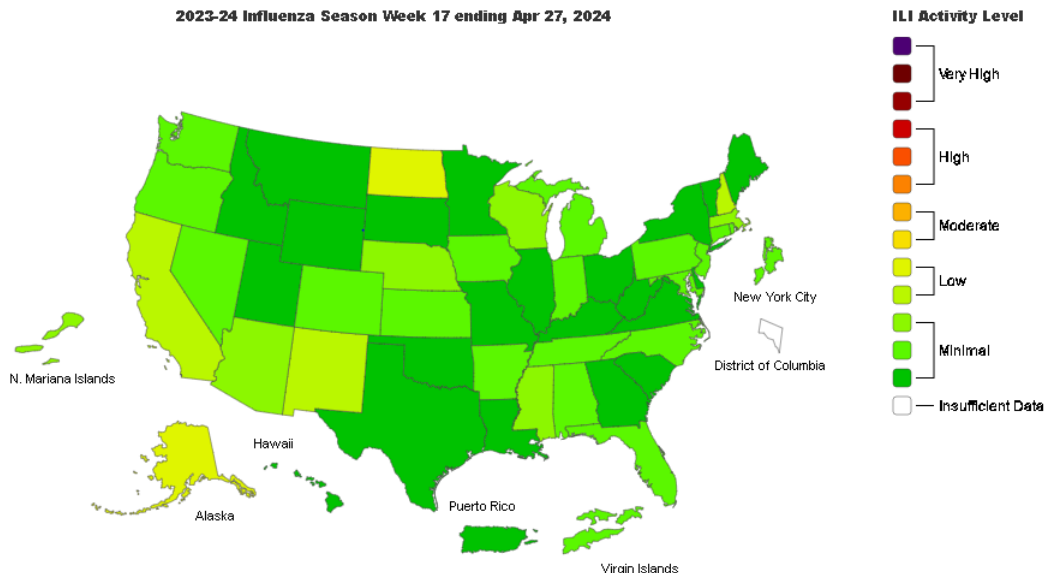 2023-24 Influenza Season Week 17 ending Apr 27, 2024
ILI Activity Level
Very High
High
Moderate
Low
Minimal
Insufficient Data
New York City
District of Columbia
N. Mariana Islands
Hawaii
Alaska
Puerto Rico
Virgin Islands